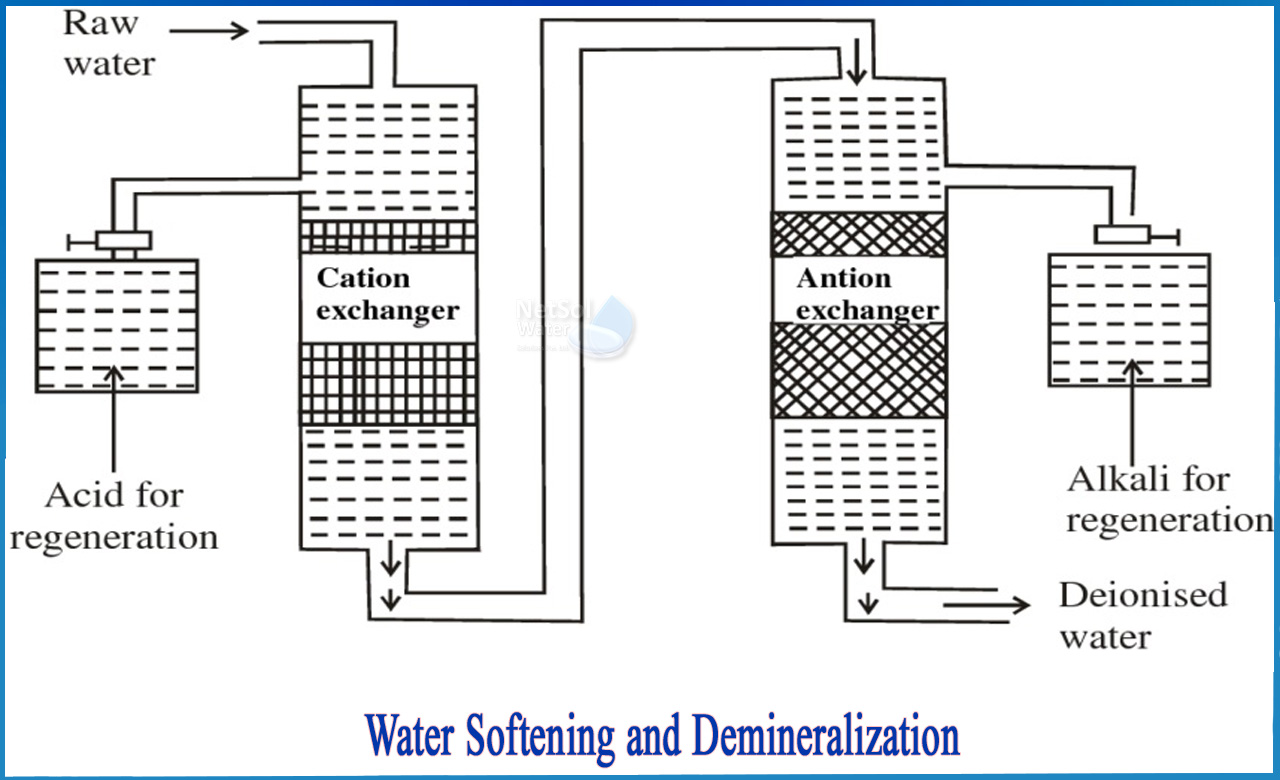 Raw
water
Cation
exchanger
Antion
exchanger
NetSol
Water
Acid for
regeneration
Alkali for
regeneration
Deionised
water
Water Softening and Demineralization